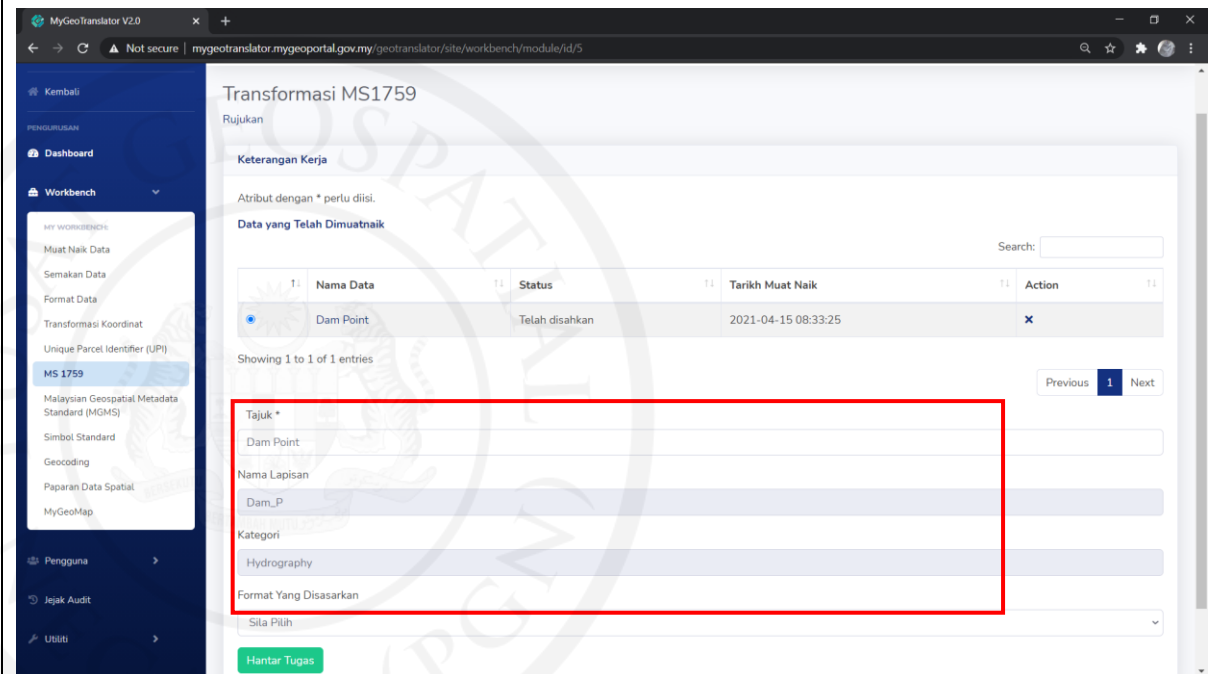 MyGeoTranslator V2.0
Not secure | mygeotranslator.mygeoportal.gov.my/geotranslator/site/workbench/module/id/5
Kembali
PENGURUSAN
Dashboard
Workbench
MY WORKBENCH:
Muat Naik Data
Semakan Data
Format Data
Transformasi Koordinat
Unique Parcel Identifier (UPI)
MS 1759
Malaysian Geospatial Metadata
Standard (MGMS)
Simbol Standard
Geocoding
Paparan Data Spatial
MyGeoMap
Pengguna
Jejak Audit
Utiliti
Transformasi MS1759
Rujukan
Keterangan Kerja
Atribut dengan * perlu diisi.
Data yang Telah Dimuatnaik
Search:
Nama Data Status Tarikh Muat Naik Action
Dam Point Telah disahkan 2021-04-15 08:33:25
Showing 1 to 1 of 1 entries
Previous 1 Next
Tajuk *
Dam Point
Nama Lapisan
Dam_P
Kategori
Hydrography
Format Yang Disasarkan
Sila Pilih
Hantar Tugas
GEOSPATIAL
(PGN)